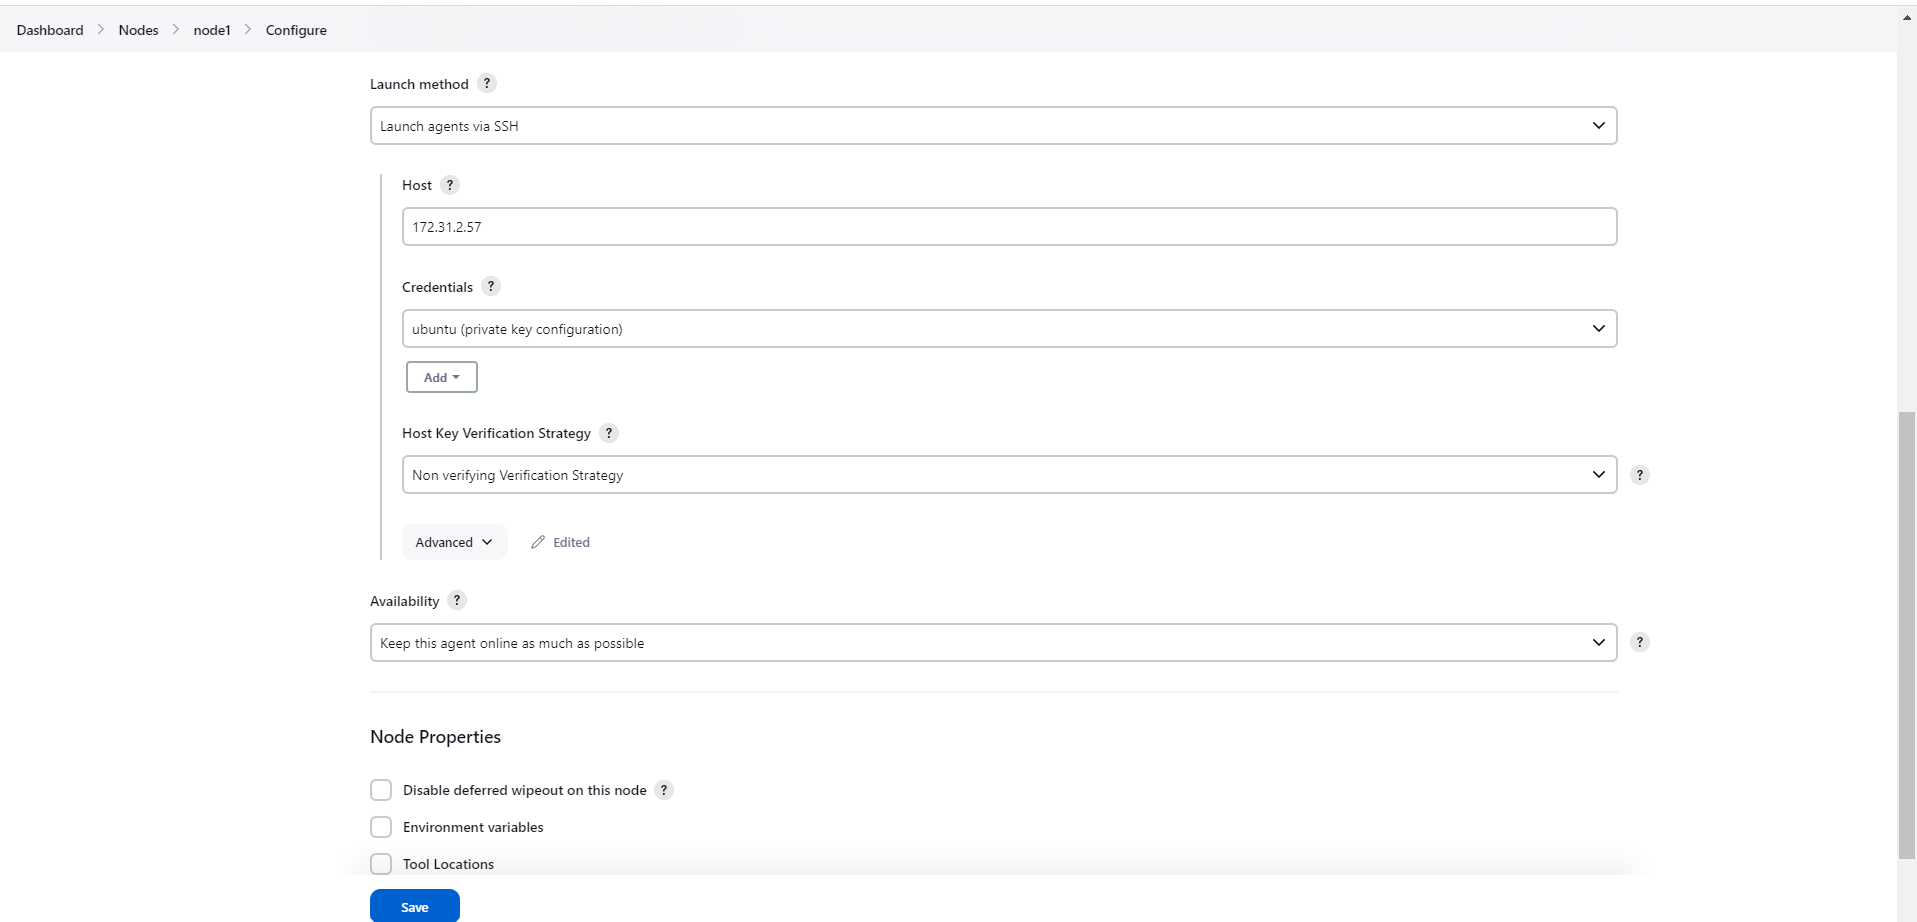 Dashboard > Nodes > node1 > Configure
Launch method ?
Launch agents via SSH
Host ?
172.31.2.57
Credentials ?
ubuntu (private key configuration)
Add
Host Key Verification Strategy ?
Non verifying Verification Strategy ?
Advanced Edited
Availability ?
Keep this agent online as much as possible ?
Node Properties
Disable deferred wipeout on this node ?
Environment variables
Tool Locations
Save